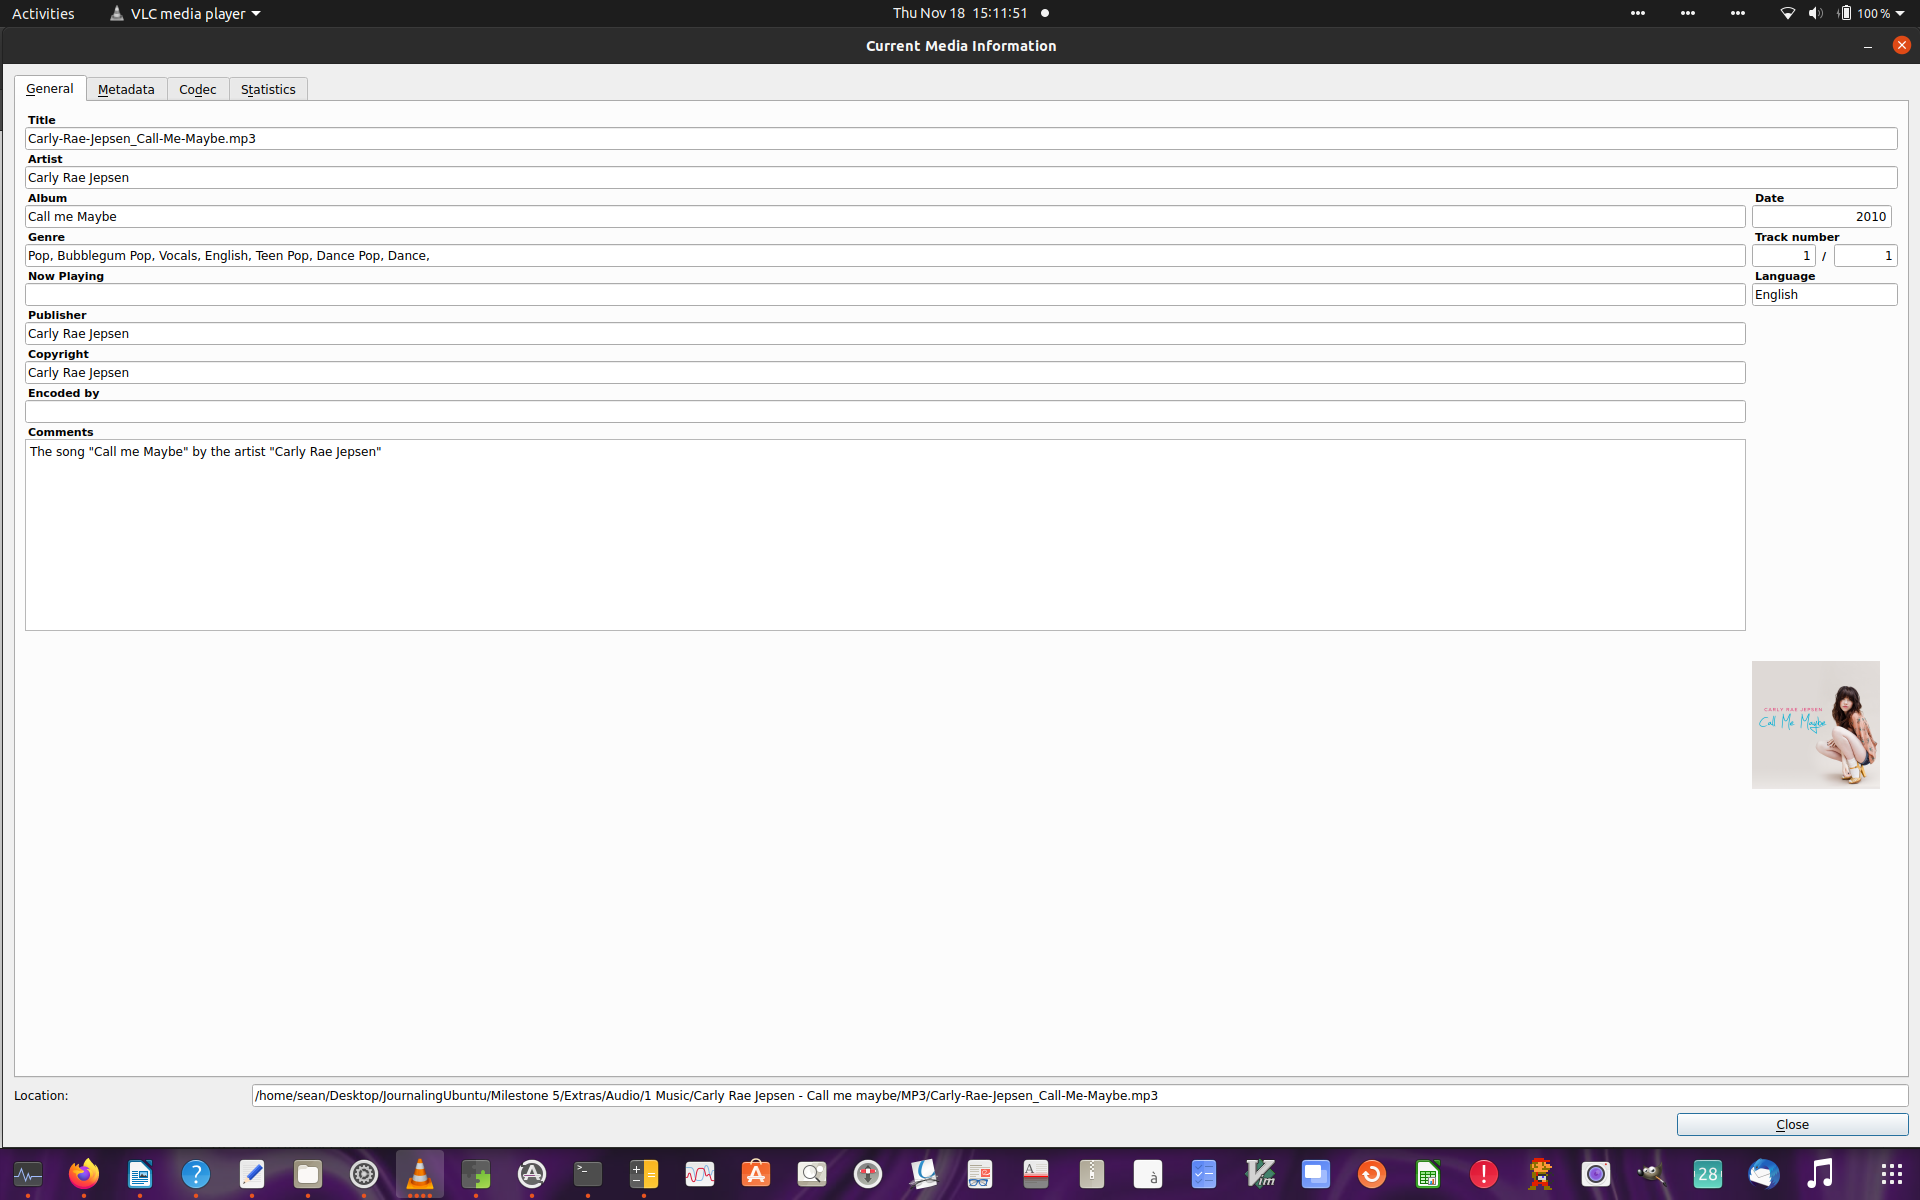 Activities
VLC media player
Thu Nov 18 15:11:51
100 %
Current Media Information
General
Metadata
Codec
Statistics
Title
Carly-Rae-Jepsen_Call-Me-Maybe.mp3
Artist
Carly Rae Jepsen
Album
Date
Call me Maybe
2010
Genre
Track number
Pop, Bubblegum Pop, Vocals, English, Teen Pop, Dance Pop, Dance,
1 / 1
Now Playing
Language
English
Publisher
Carly Rae Jepsen
Copyright
Carly Rae Jepsen
Encoded by
Comments
The song "Call me Maybe" by the artist "Carly Rae Jepsen"
CARLY RAE JEPSEN
Call Me Maybe
Location:
/home/sean/Desktop/JournalingUbuntu/Milestone 5/Extras/Audio/1 Music/Carly Rae Jepsen - Call me maybe/MP3/Carly-Rae-Jepsen_Call-Me-Maybe.mp3
Close
28